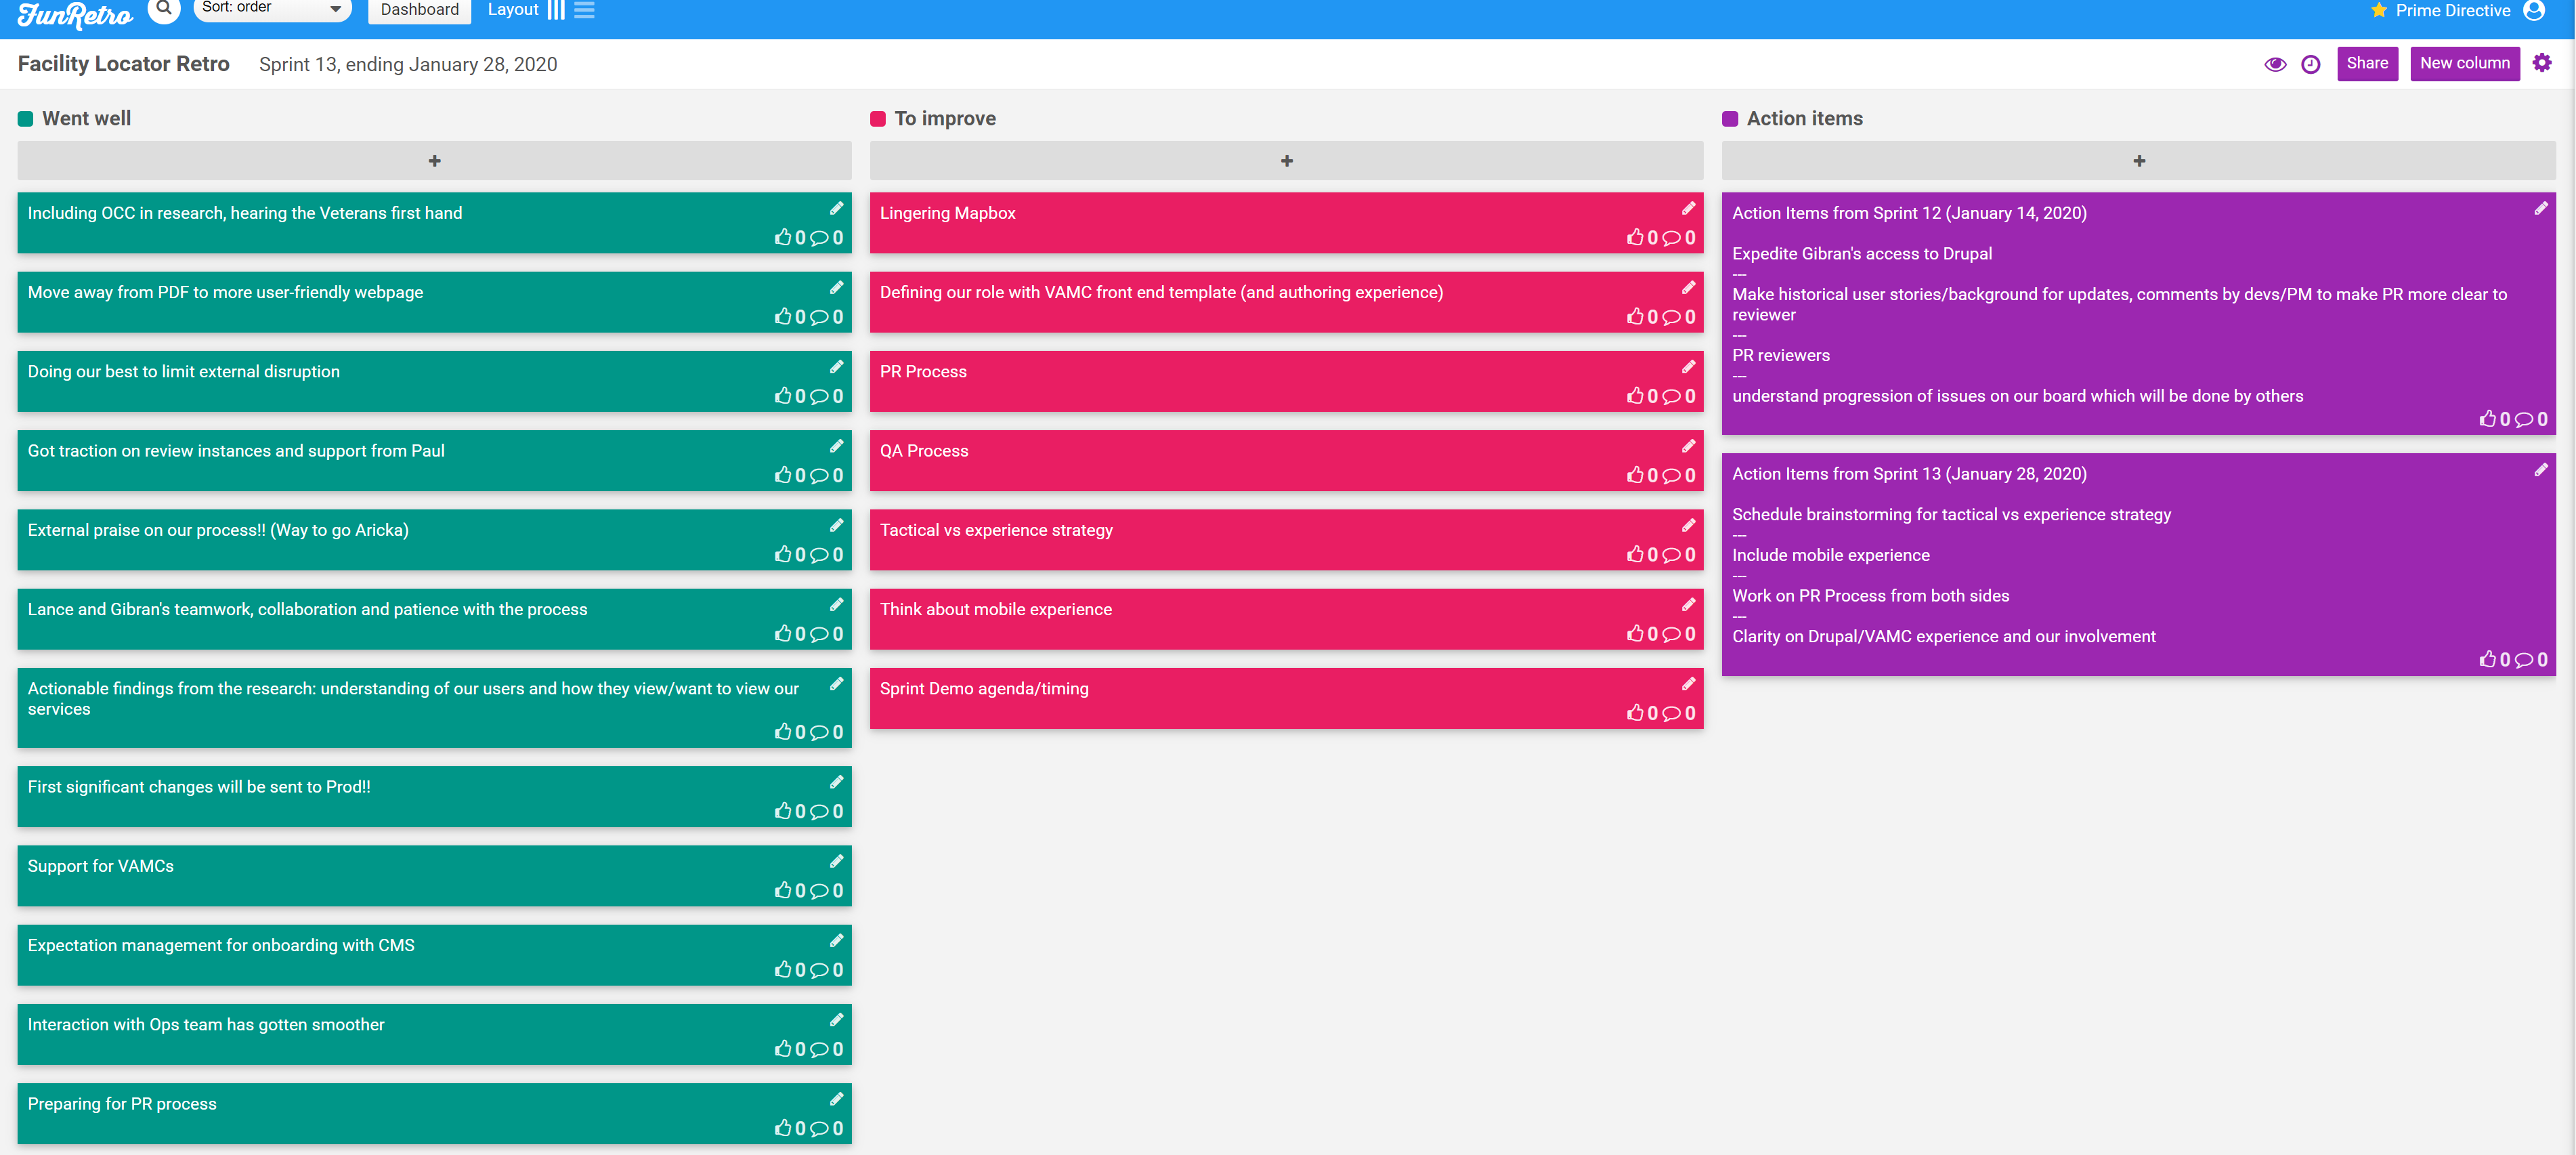 FunRetro
Sort: order
Dashboard
Layout
Prime Directive
Facility Locator Retro
Sprint 13, ending January 28, 2020
Share
New column
Went well
+
Including OCC in research, hearing the Veterans first hand
0 0
Move away from PDF to more user-friendly webpage
0 0
Doing our best to limit external disruption
0 0
Got traction on review instances and support from Paul
0 0
External praise on our process!! (Way to go Aricka)
0 0
Lance and Gibran's teamwork, collaboration and patience with the process
0 0
Actionable findings from the research: understanding of our users and how they view/want to view our
services
0 0
First significant changes will be sent to Prod!!
0 0
Support for VAMCs
0 0
Expectation management for onboarding with CMS
0 0
Interaction with Ops team has gotten smoother
0 0
Preparing for PR process
0 0
To improve
+
Lingering Mapbox
0 0
Defining our role with VAMC front end template (and authoring experience)
0 0
PR Process
0 0
QA Process
0 0
Tactical vs experience strategy
0 0
Think about mobile experience
0 0
Sprint Demo agenda/timing
0 0
Action items
+
Action Items from Sprint 12 (January 14, 2020)
Expedite Gibran's access to Drupal
---
Make historical user stories/background for updates, comments by devs/PM to make PR more clear to
reviewer
---
PR reviewers
---
understand progression of issues on our board which will be done by others
0 0
Action Items from Sprint 13 (January 28, 2020)
Schedule brainstorming for tactical vs experience strategy
---
Include mobile experience
---
Work on PR Process from both sides
---
Clarity on Drupal/VAMC experience and our involvement
0 0